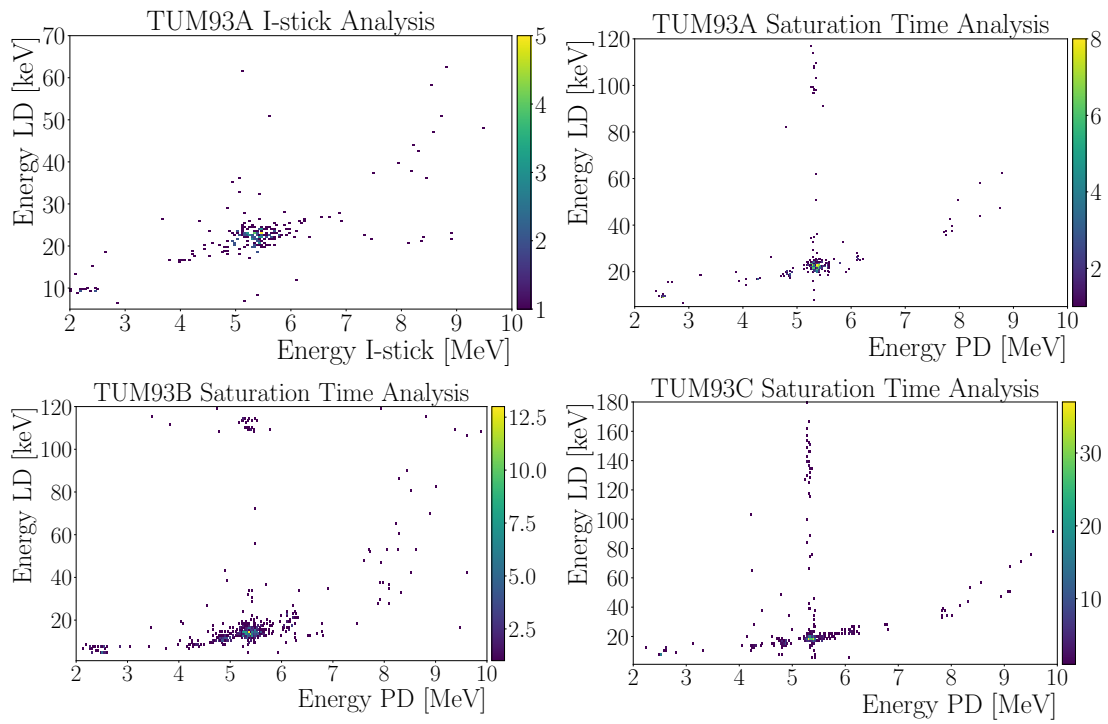 TUM93A I-stick Analysis
Energy LD [keV]
70
60
50
40
30
20
10
2 3 4 5 6 7 8 9 10
Energy I-stick [MeV]
5
4
3
2
1
TUM93A Saturation Time Analysis
Energy LD [keV]
120
100
80
60
40
20
2 3 4 5 6 7 8 9 10
Energy PD [MeV]
8
6
4
2
TUM93B Saturation Time Analysis
Energy LD [keV]
120
100
80
60
40
20
2 3 4 5 6 7 8 9 10
Energy PD [MeV]
12.5
10.0
7.5
5.0
2.5
TUM93C Saturation Time Analysis
Energy LD [keV]
180
160
140
120
100
80
60
40
20
2 3 4 5 6 7 8 9 10
Energy PD [MeV]
30
20
10